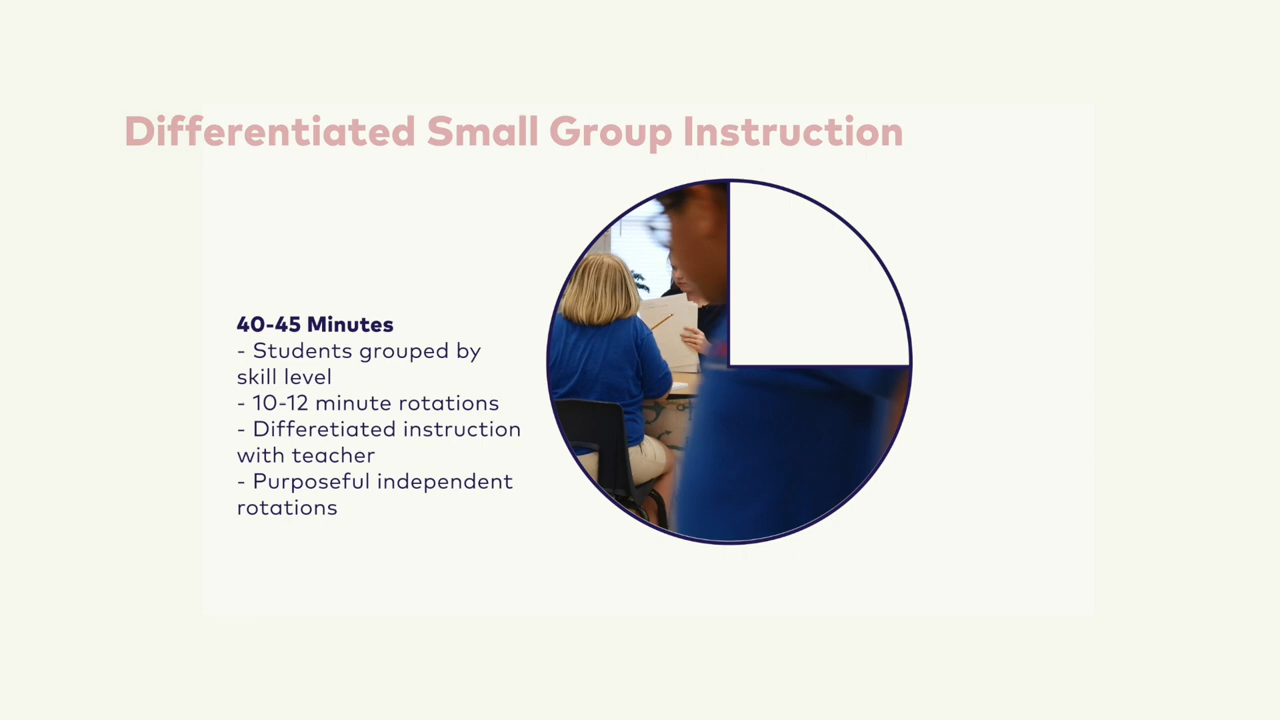 Differentiated Small Group Instruction
40-45 Minutes
- Students grouped by
skill level
- 10-12 minute rotations
- Differetiated instruction
with teacher
- Purposeful independent
rotations